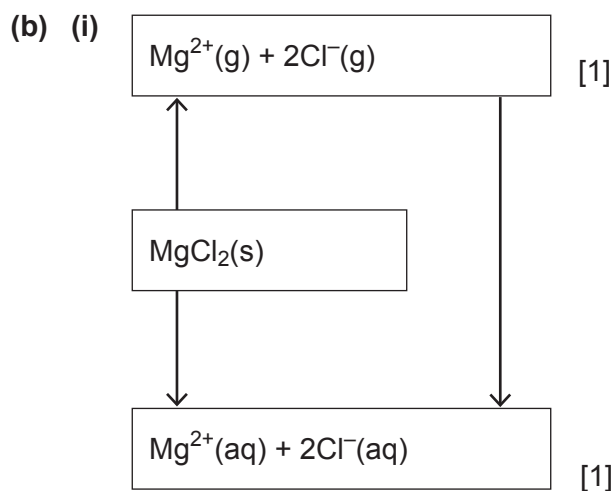 (b) (i)
Mg²⁺(g) + 2Cl⁻(g)
[1]
MgCl₂(s)
Mg²⁺(aq) + 2Cl⁻(aq)
[1]